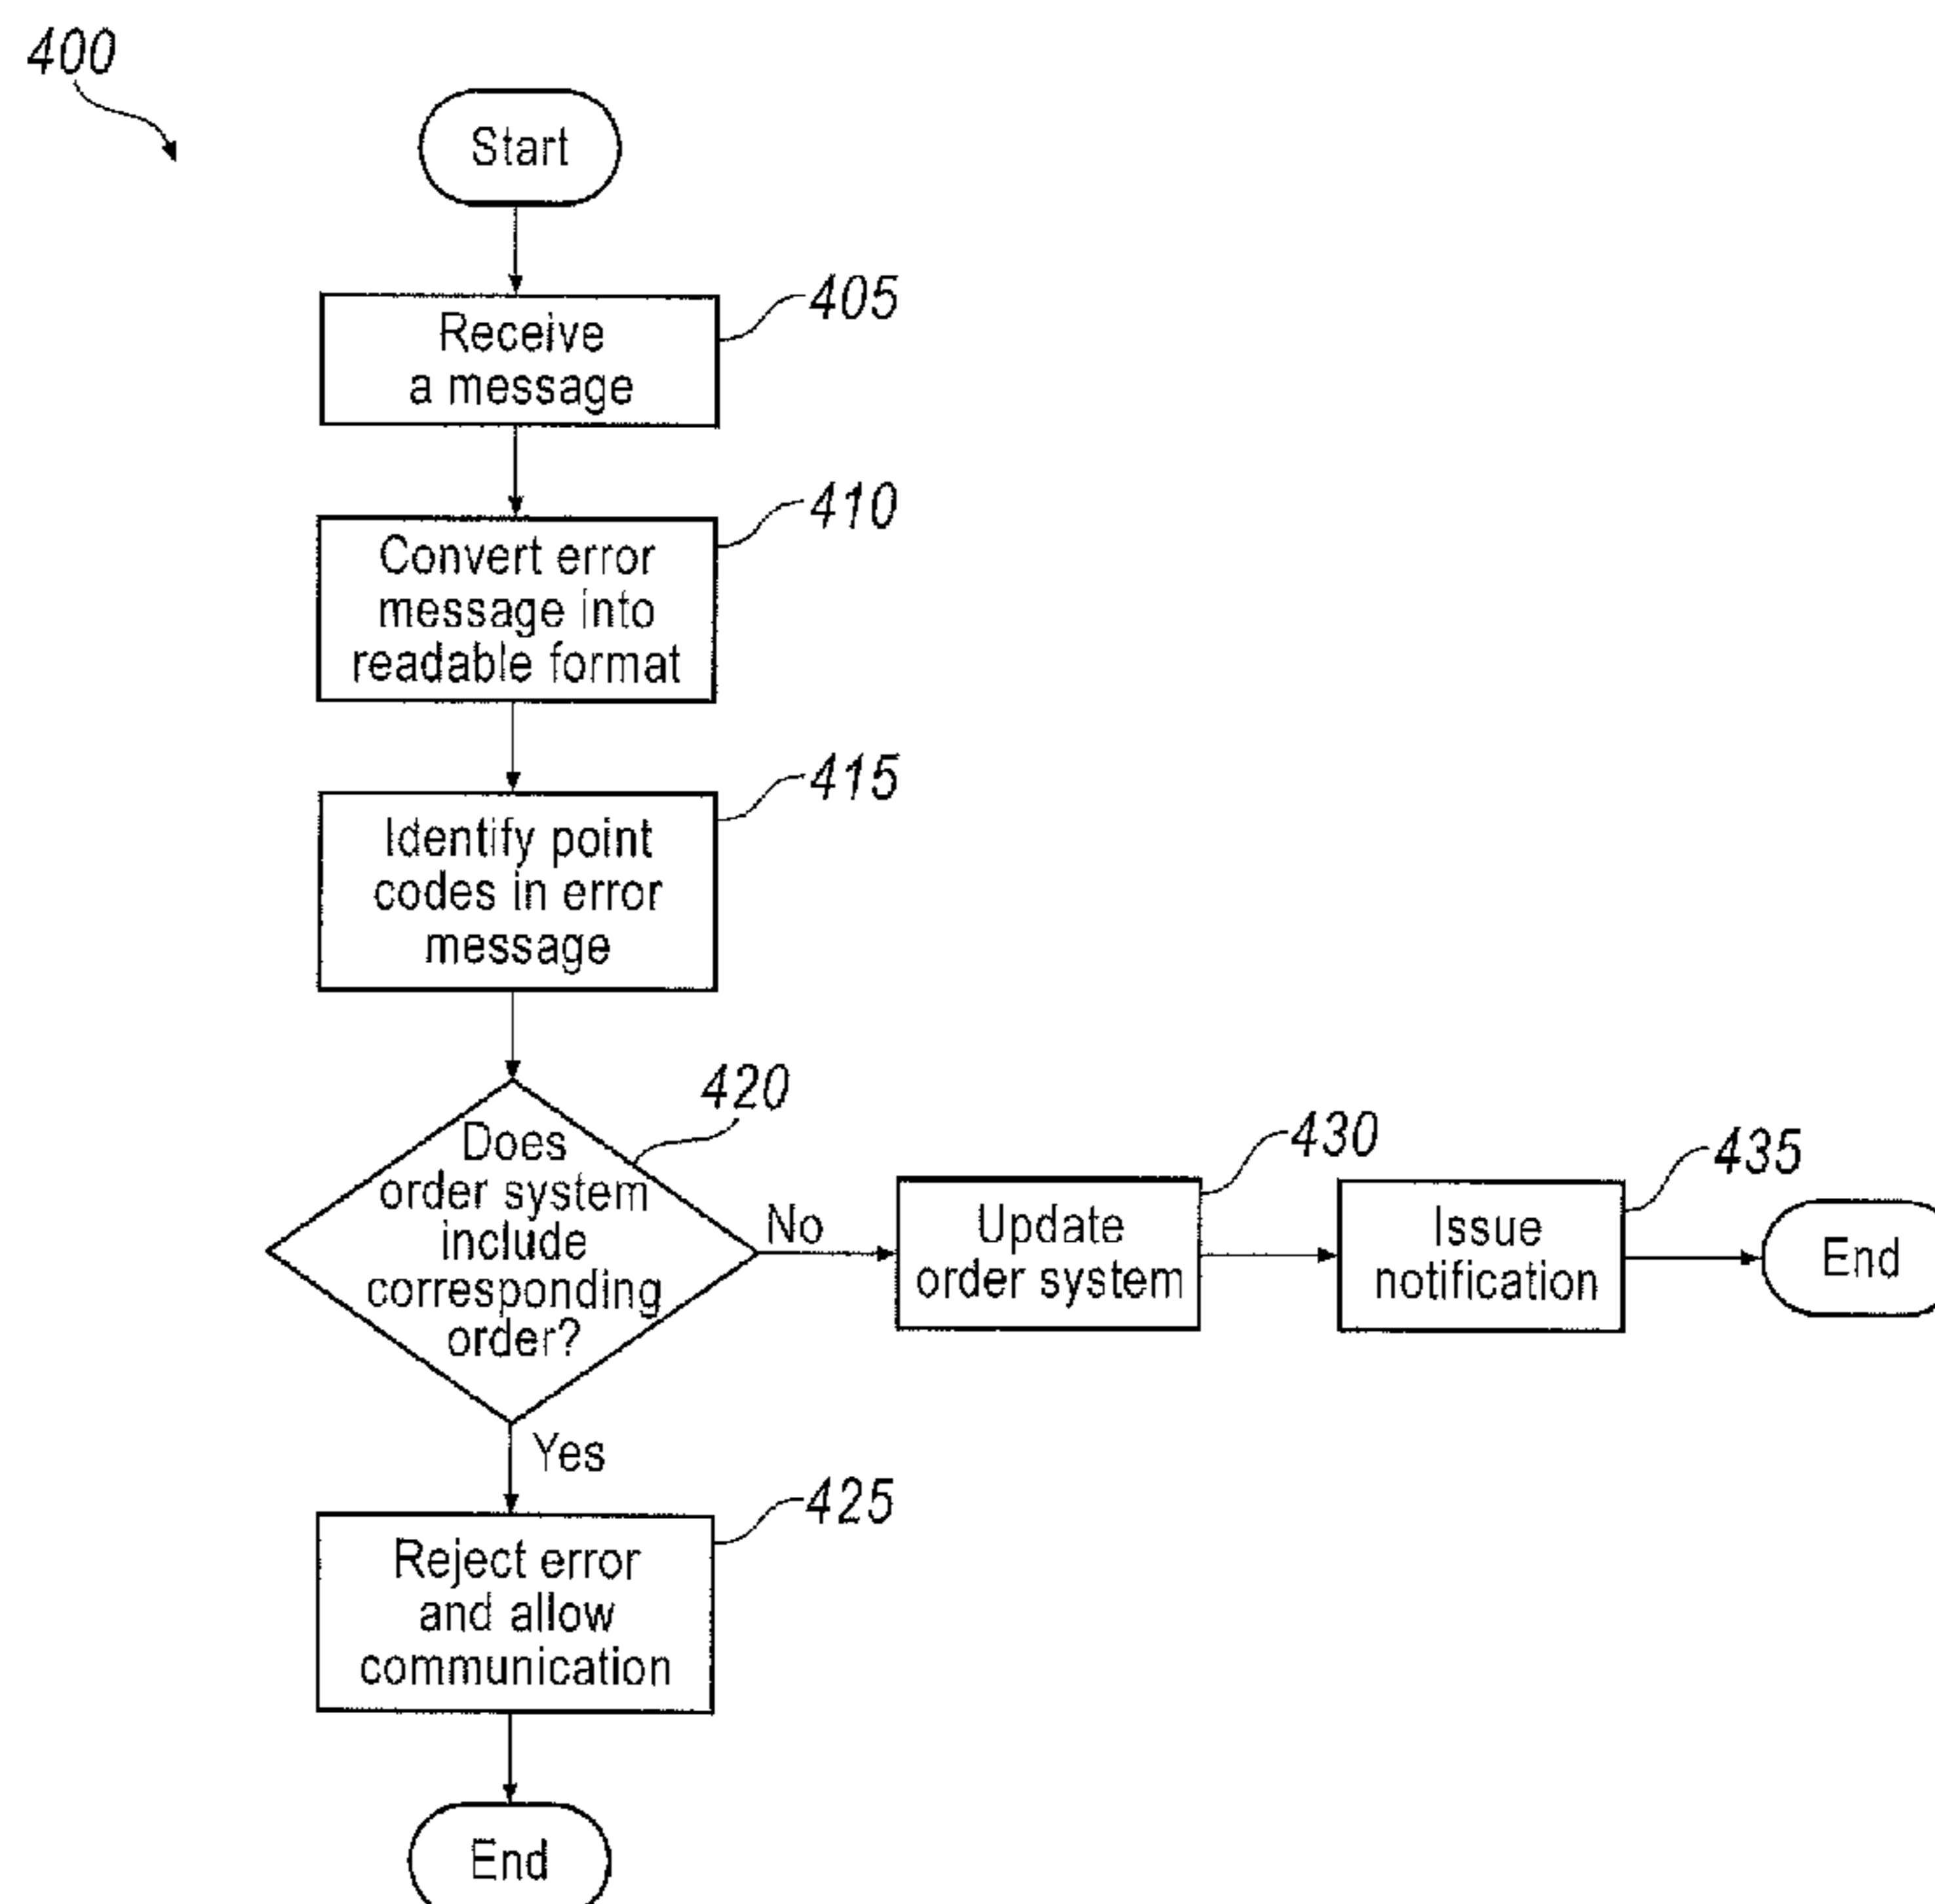 400
Start
405
Receive
a message
410
Convert error
message into
readable format
415
Identify point
codes in error
message
420
Does
order system
include
corresponding
order?
No
430
Update
order system
435
Issue
notification
End
Yes
425
Reject error
and allow
communication
End